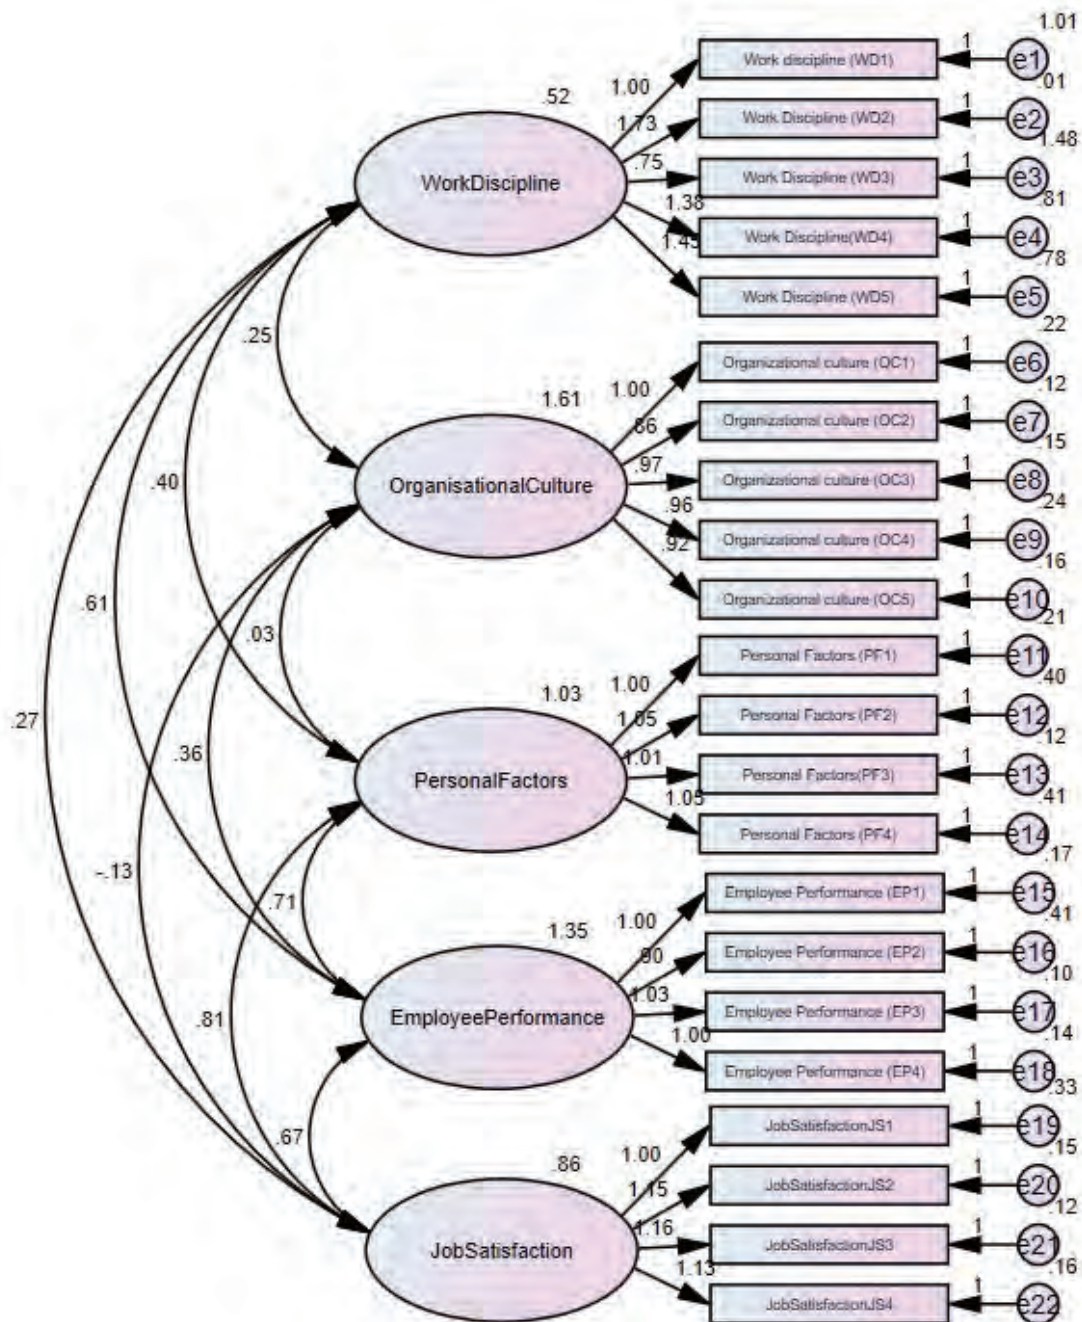 1.01
1.00 Work discipline (WD1) 1 e1
.52 .01
1.73 Work Discipline (WD2) 1 e2
1.48
WorkDiscipline .75 Work Discipline (WD3) 1 e3
1.38 .81
Work Discipline(WD4) 1 e4
1.45 .78
Work Discipline (WD5) 1 e5
.22
.25
1.00 Organizational culture (OC1) 1 e6
1.61 .12
.86 Organizational culture (OC2) 1 e7
.15
OrganisationalCulture .97 Organizational culture (OC3) 1 e8
.40 .96 .24
.92 Organizational culture (OC4) 1 e9
.16
.61 Organizational culture (OC5) 1 e10
.03 .21
1.00 Personal Factors (PF1) 1 e11
1.03 .40
.27 1.05 Personal Factors (PF2) 1 e12
.36 .12
PersonalFactors 1.01 Personal Factors(PF3) 1 e13
1.05 .41
Personal Factors (PF4) 1 e14
.17
-.13 .71
1.00 Employee Performance (EP1) 1 e15
1.35 .41
.90 Employee Performance (EP2) 1 e16
.10
.81 EmployeePerformance 1.03 Employee Performance (EP3) 1 e17
1.00 .14
Employee Performance (EP4) 1 e18
.33
.67
1.00 JobSatisfactionJS1 1 e19
.86 .15
1.15 JobSatisfactionJS2 1 e20
.12
JobSatisfaction 1.16 JobSatisfactionJS3 1 e21
1.13 .16
JobSatisfactionJS4 1 e22